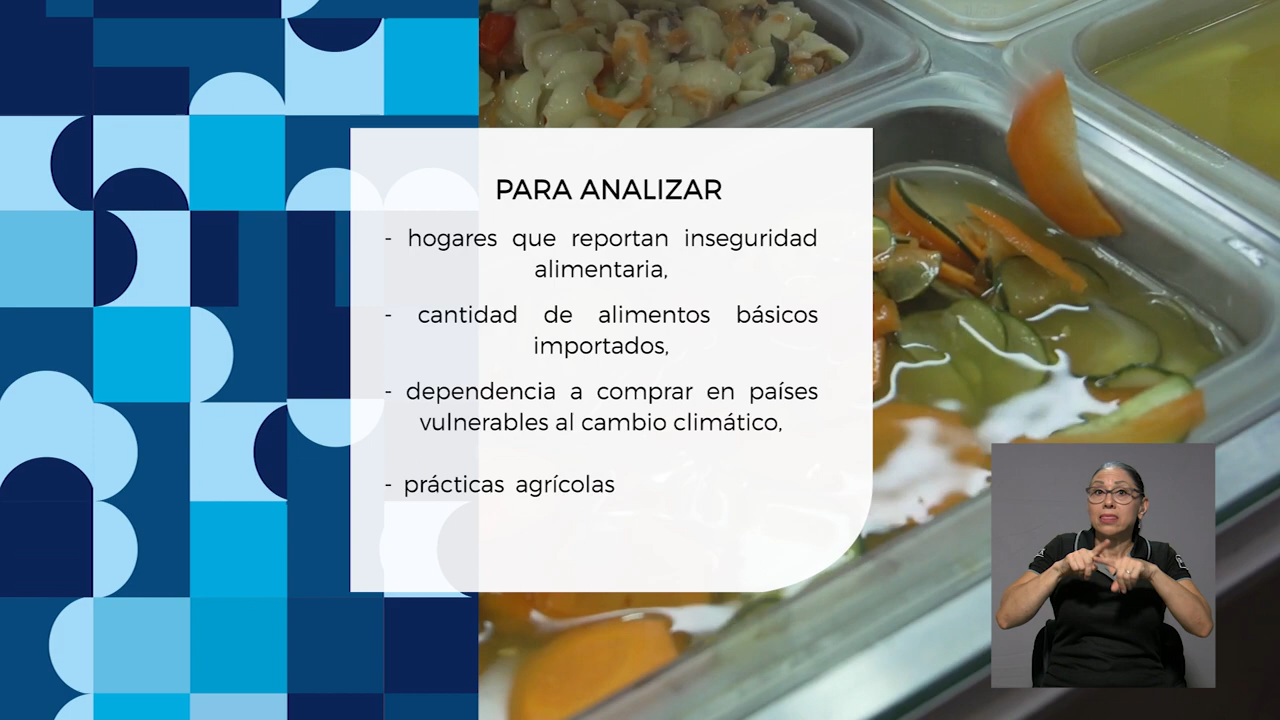 PARA ANALIZAR
- hogares que reportan inseguridad
alimentaria,
- cantidad de alimentos básicos
importados,
- dependencia a comprar en países
vulnerables al cambio climático,
- prácticas agrícolas